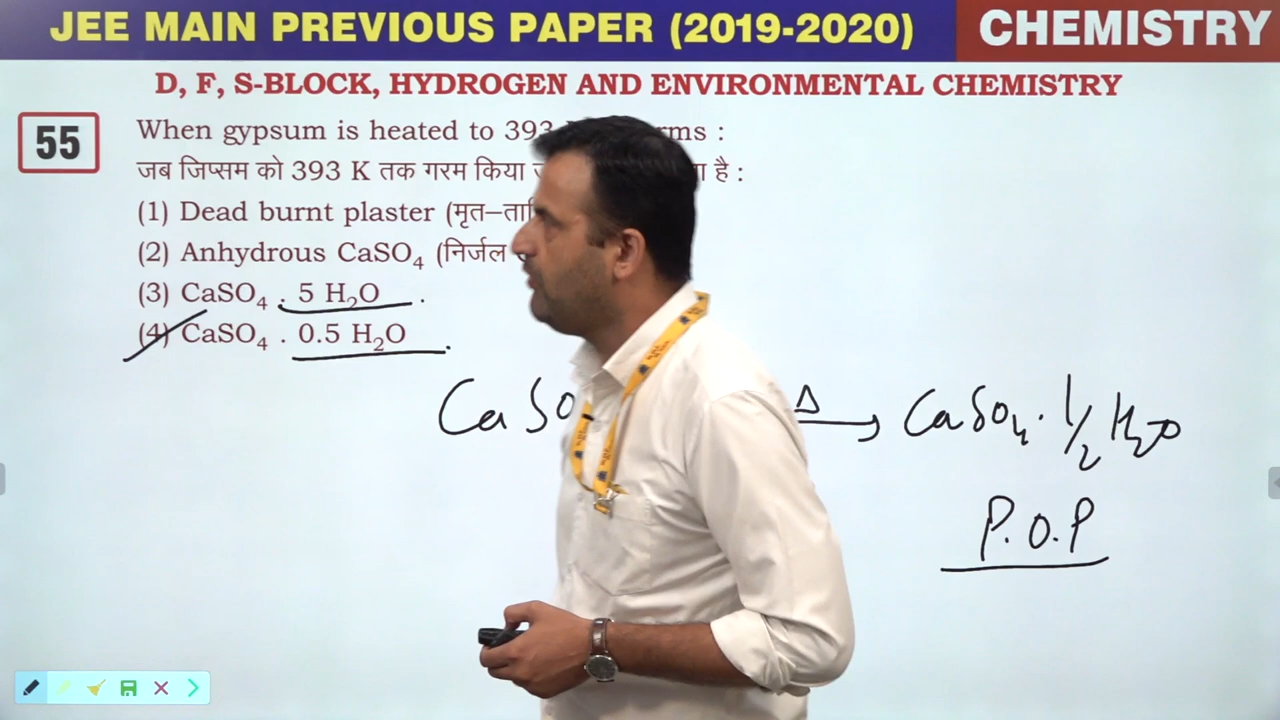 JEE MAIN PREVIOUS PAPER (2019-2020)
CHEMISTRY
D, F, S-BLOCK, HYDROGEN AND ENVIRONMENTAL CHEMISTRY
55
When gypsum is heated to 393 :
जब जिप्सम को 393 K तक गरम किया है :
(1) Dead burnt plaster
(2) Anhydrous CaSO₄ (निर्जल
(3) CaSO₄ . 5 H₂O .
(4) CaSO₄ . 0.5 H₂O .
CaSO Δ → CaSO₄ · 1/2 H₂O
P.O.P